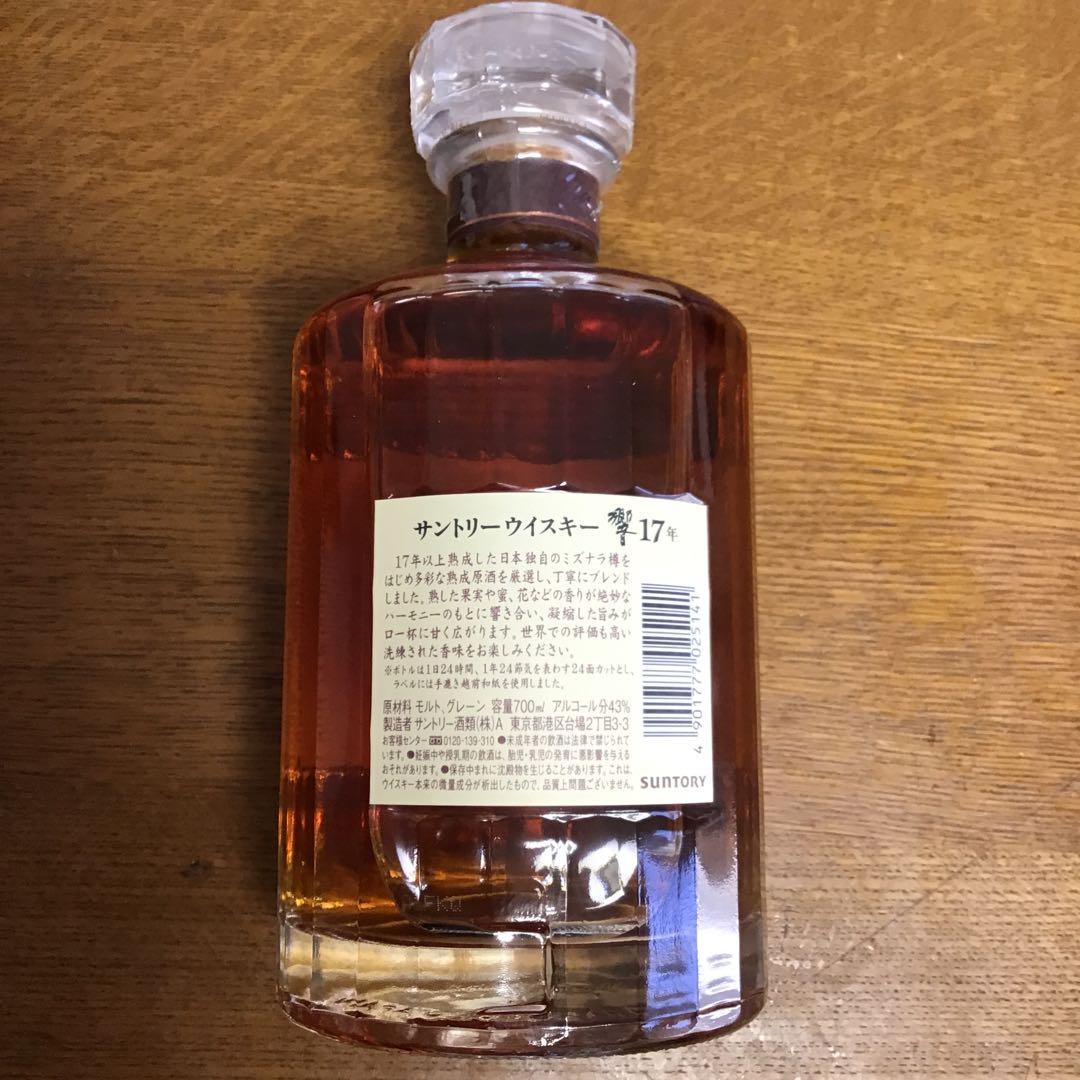 サントリーウイスキー 響 17年
17年以上熟成した日本独自のミズナラ樽を
はじめ多彩な熟成原酒を厳選し、丁寧にブレンド
しました。熟した果実や蜜、花などの香りが絶妙な
ハーモニーのもとに響き合い、凝縮した旨みが
口一杯に甘く広がります。世界での評価も高い
洗練された香味をお楽しみください。
※ボトルは1日24時間、1年24節気を表わす24面カットとし、
ラベルには手漉き越前和紙を使用しました。
原材料 モルト、グレーン 容量700ml アルコール分43%
製造者 サントリー酒類(株)A 東京都港区台場2丁目3-3
お客様センター 0120-139-310 ●未成年者の飲酒は法律で禁じられて
います。●妊娠中や授乳期の飲酒は、胎児・乳児の発育に悪影響を与える
おそれがあります。●保存中まれに沈殿物を生じることがあります。これは、
ウイスキー本来の微量成分が析出したもので、品質上問題ございません。
4 901777 025141
SUNTORY